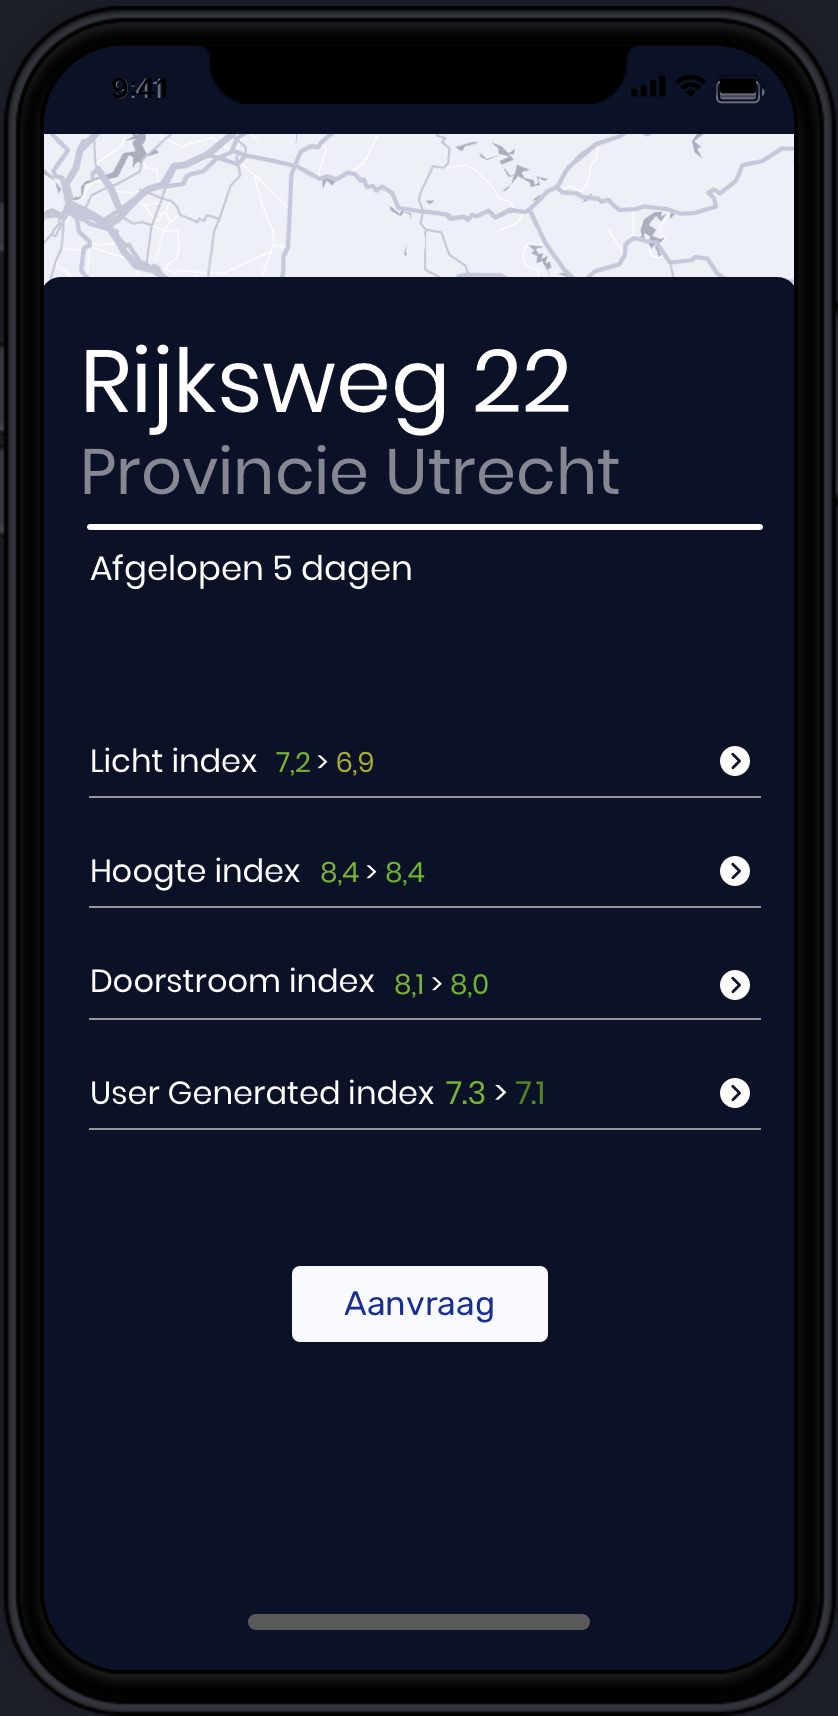 9:41
Rijksweg 22
Provincie Utrecht
Afgelopen 5 dagen
Licht index 7,2 > 6,9
Hoogte index 8,4 > 8,4
Doorstroom index 8,1 > 8,0
User Generated index 7.3 > 7.1
Aanvraag